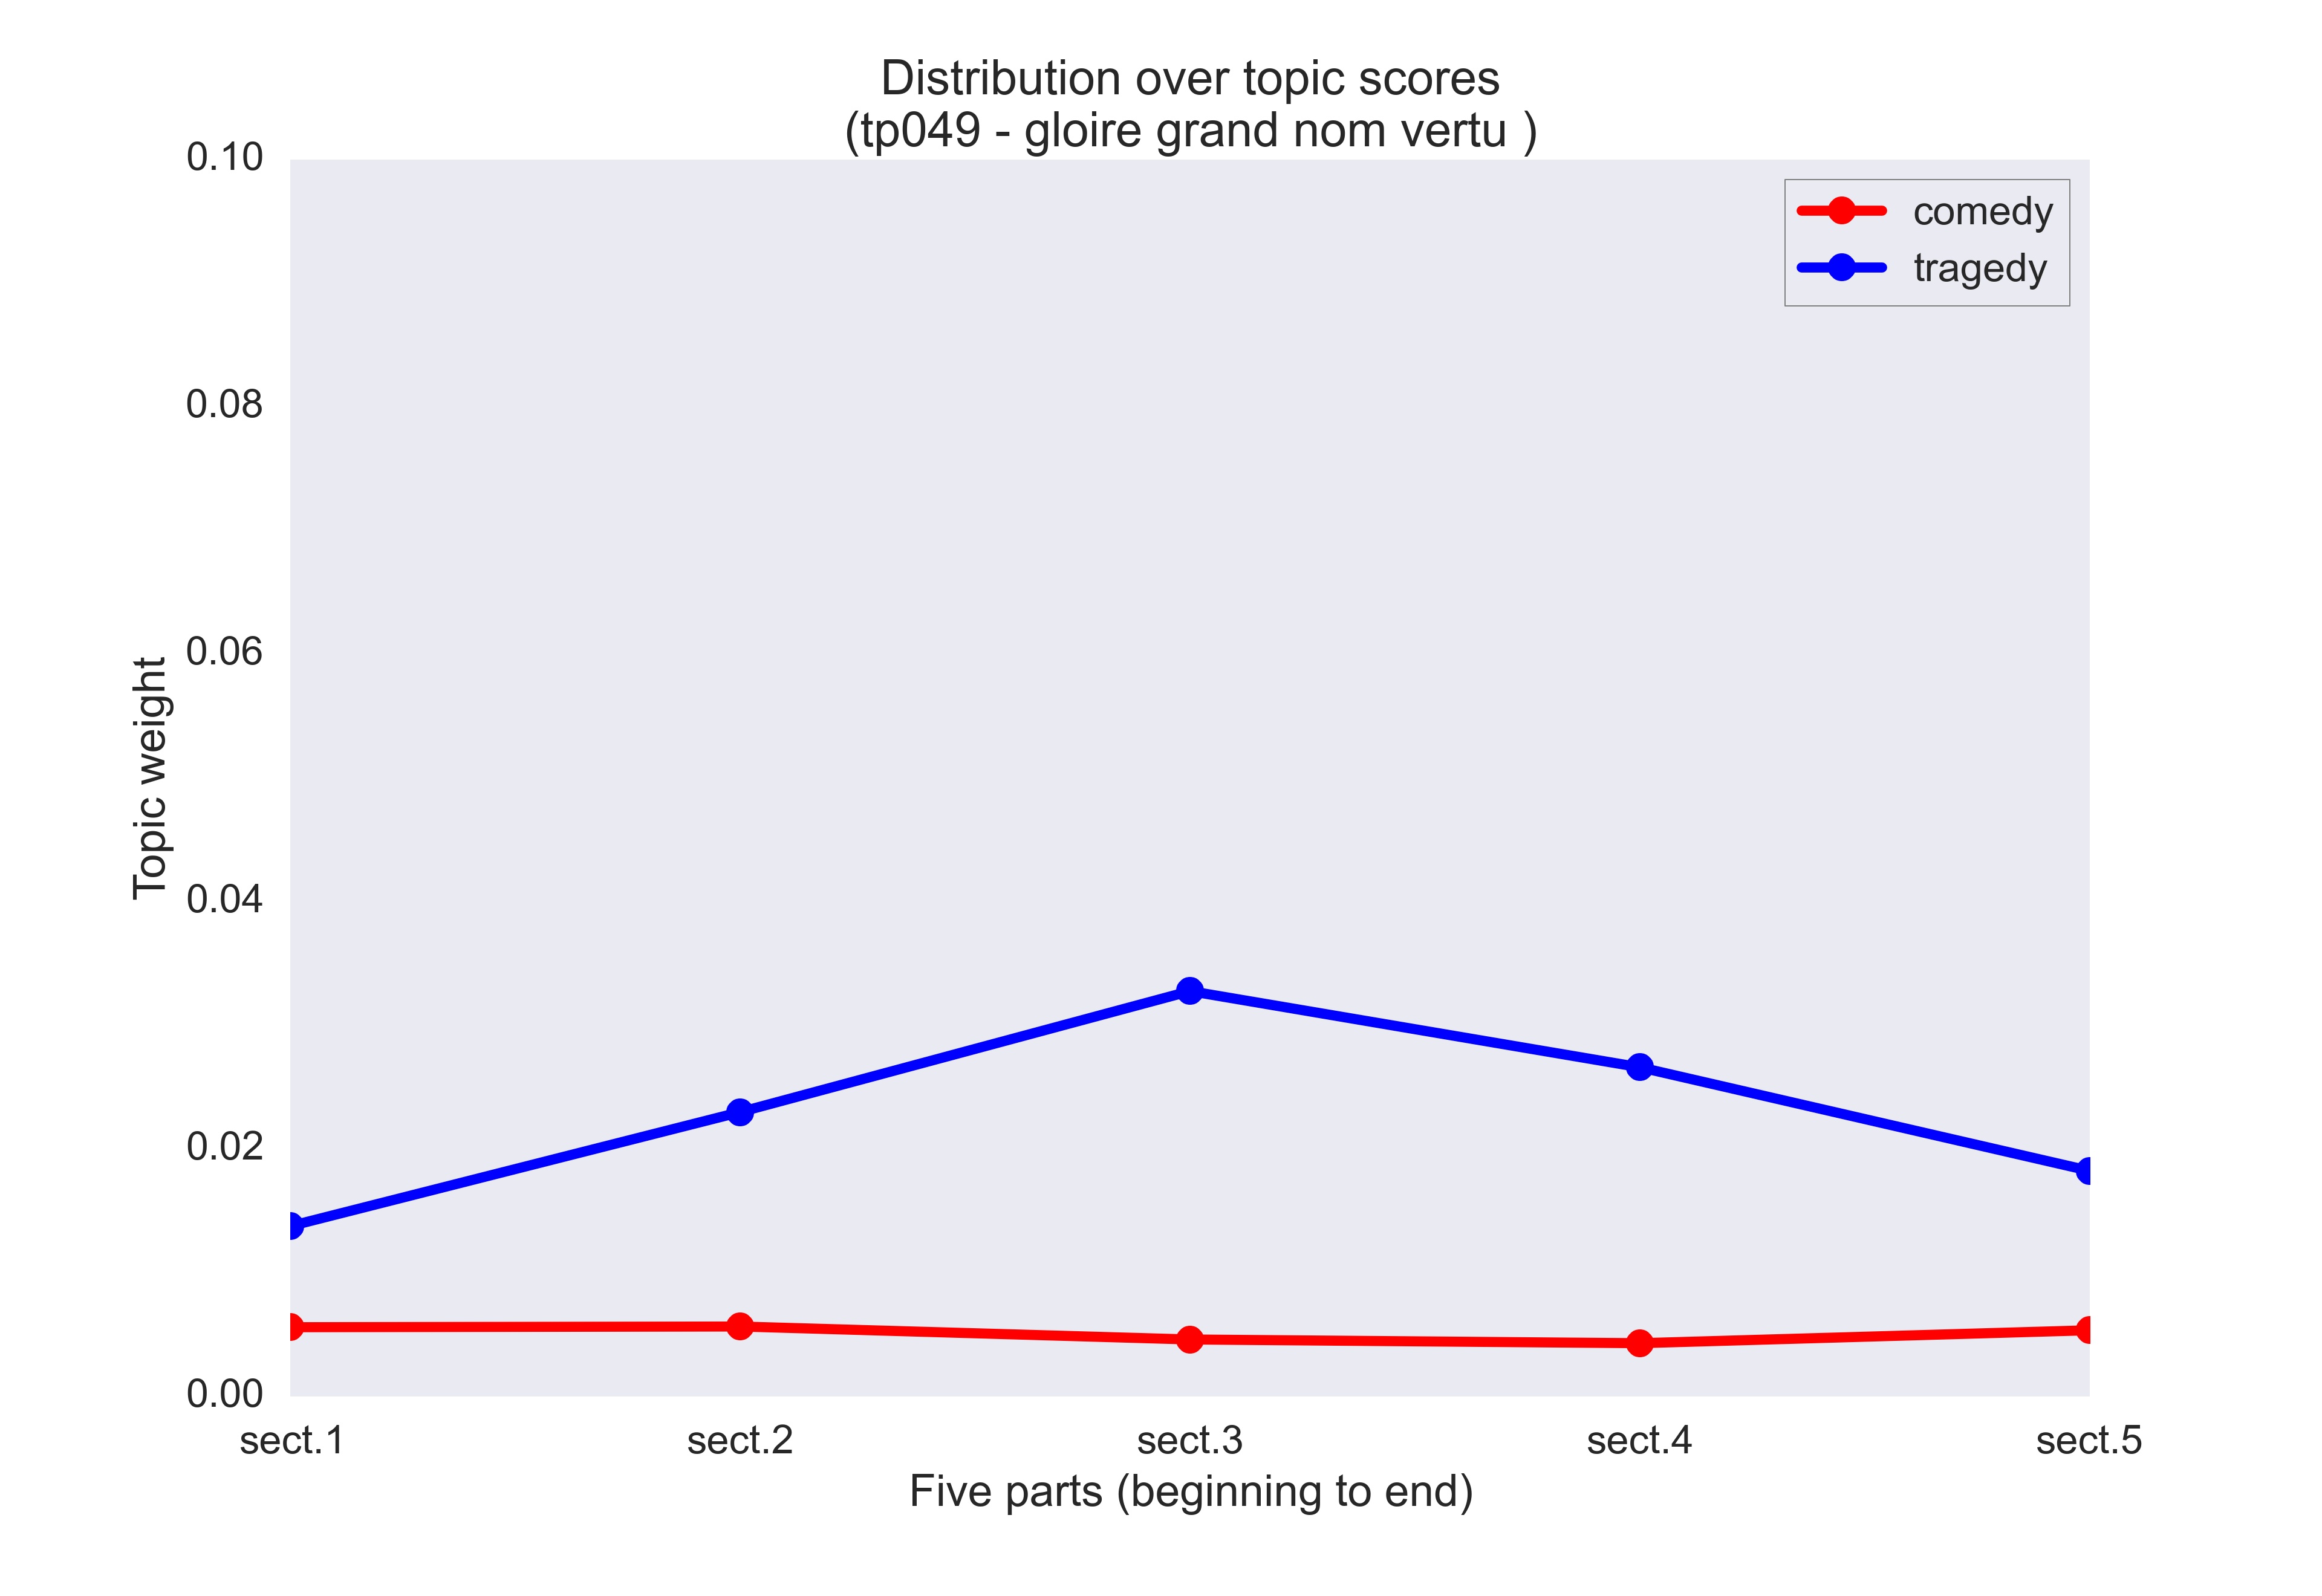 Distribution over topic scores
(tp049 - gloire grand nom vertu )
comedy
tragedy
Topic weight
0.10
0.08
0.06
0.04
0.02
0.00
sect.1
sect.2
sect.3
sect.4
sect.5
Five parts (beginning to end)